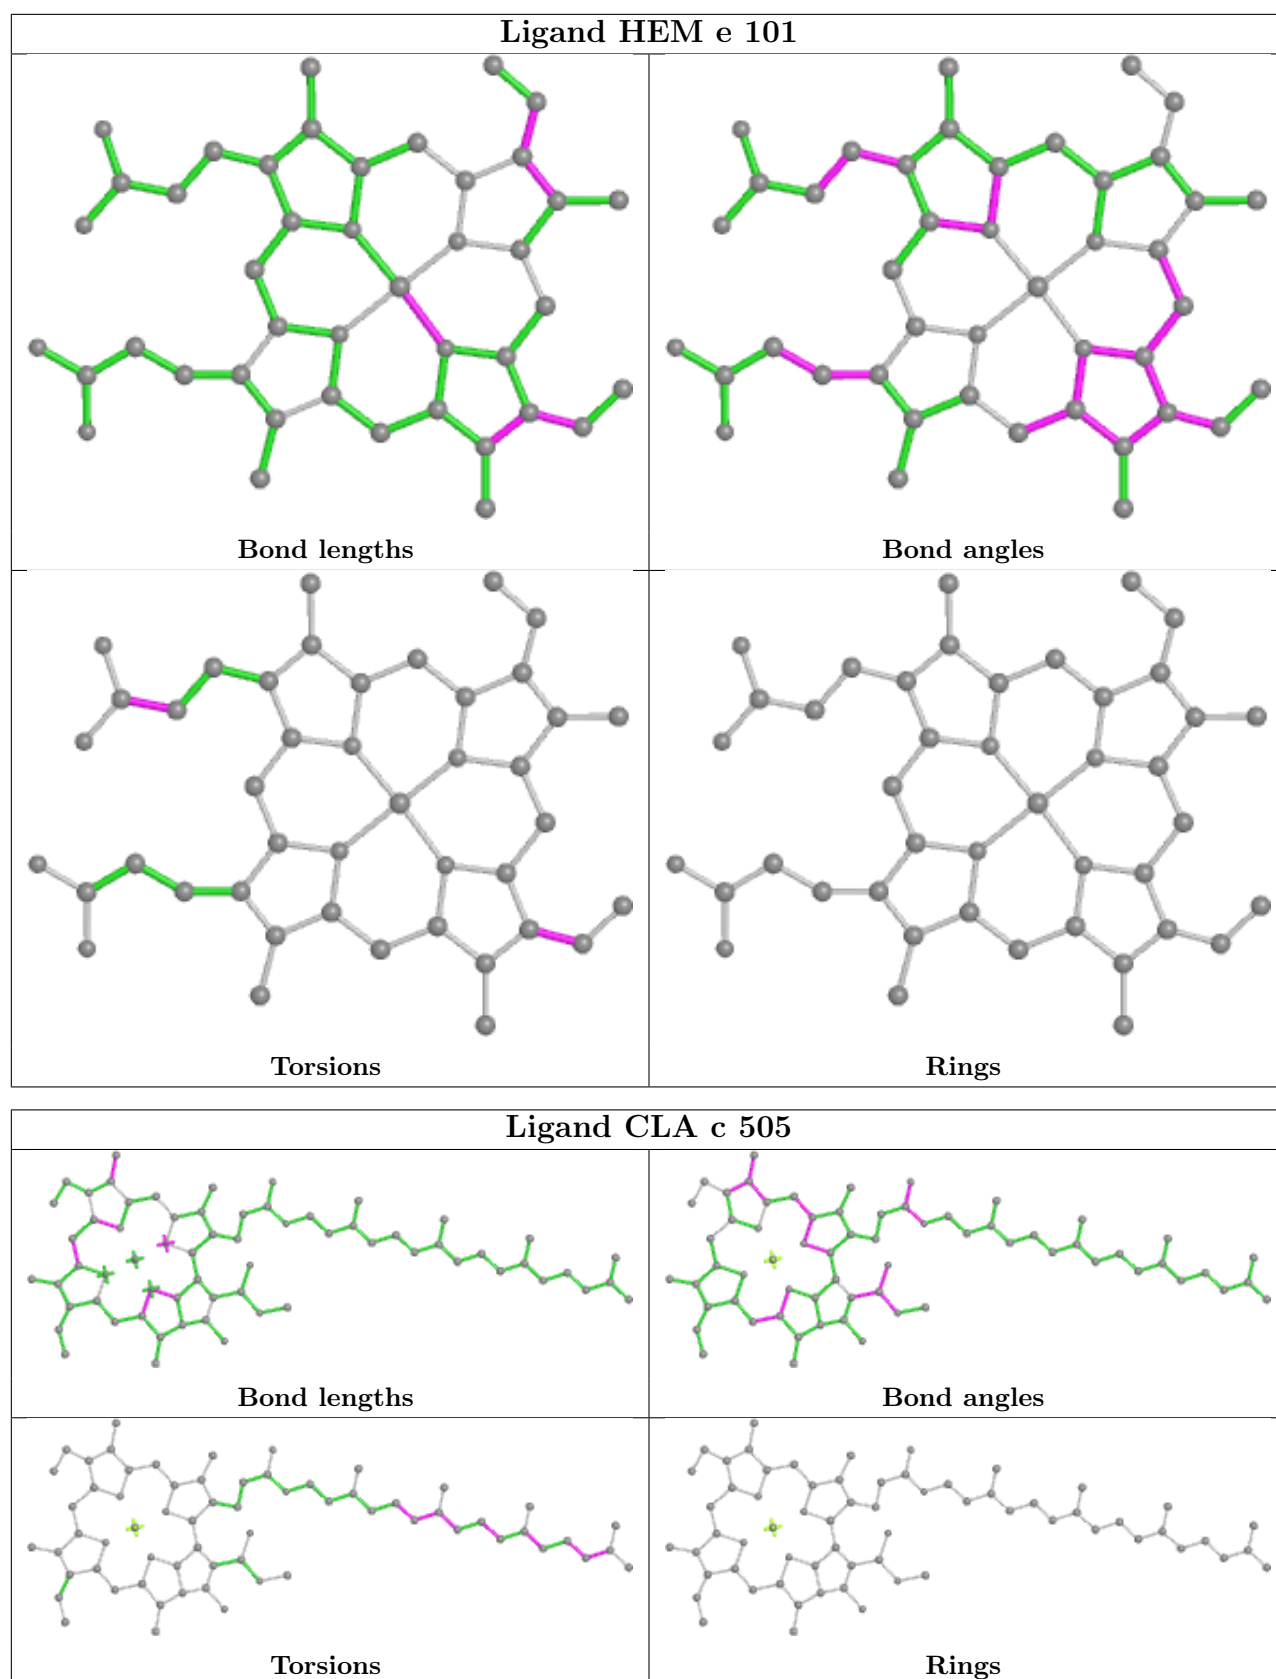 Ligand HEM e 101
Bond lengths
Bond angles
Torsions
Rings
Ligand CLA c 505
Bond lengths
Bond angles
Torsions
Rings